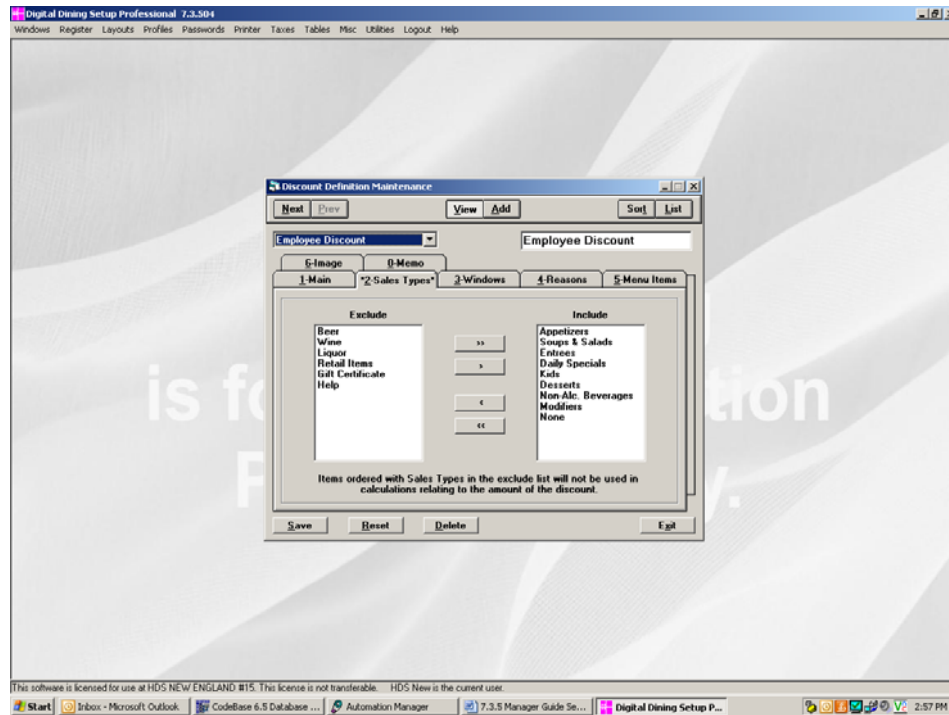 Digital Dining Setup Professional 7.3.504
Windows Register Layouts Profiles Passwords Printer Taxes Tables Misc Utilities Logout Help
Discount Definition Maintenance
Next Prev View Add Sort List
Employee Discount Employee Discount
6-Image 0-Memo
1-Main *2-Sales Types* 3-Windows 4-Reasons 5-Menu Items
Exclude Include
Beer
Wine
Liquor
Retail Items
Gift Certificate
Help
>>
>
<
<<
Appetizers
Soups & Salads
Entrees
Daily Specials
Kids
Desserts
Non-Alc. Beverages
Modifiers
None
Items ordered with Sales Types in the exclude list will not be used in
calculations relating to the amount of the discount.
Save Reset Delete Exit
is fo tion
P y.
This software is licensed for use at HDS NEW ENGLAND #15. This license is not transferable. HDS New is the current user.
Start Inbox - Microsoft Outlook CodeBase 6.5 Database ... Automation Manager 7.3.5 Manager Guide Se... Digital Dining Setup P... 2:57 PM